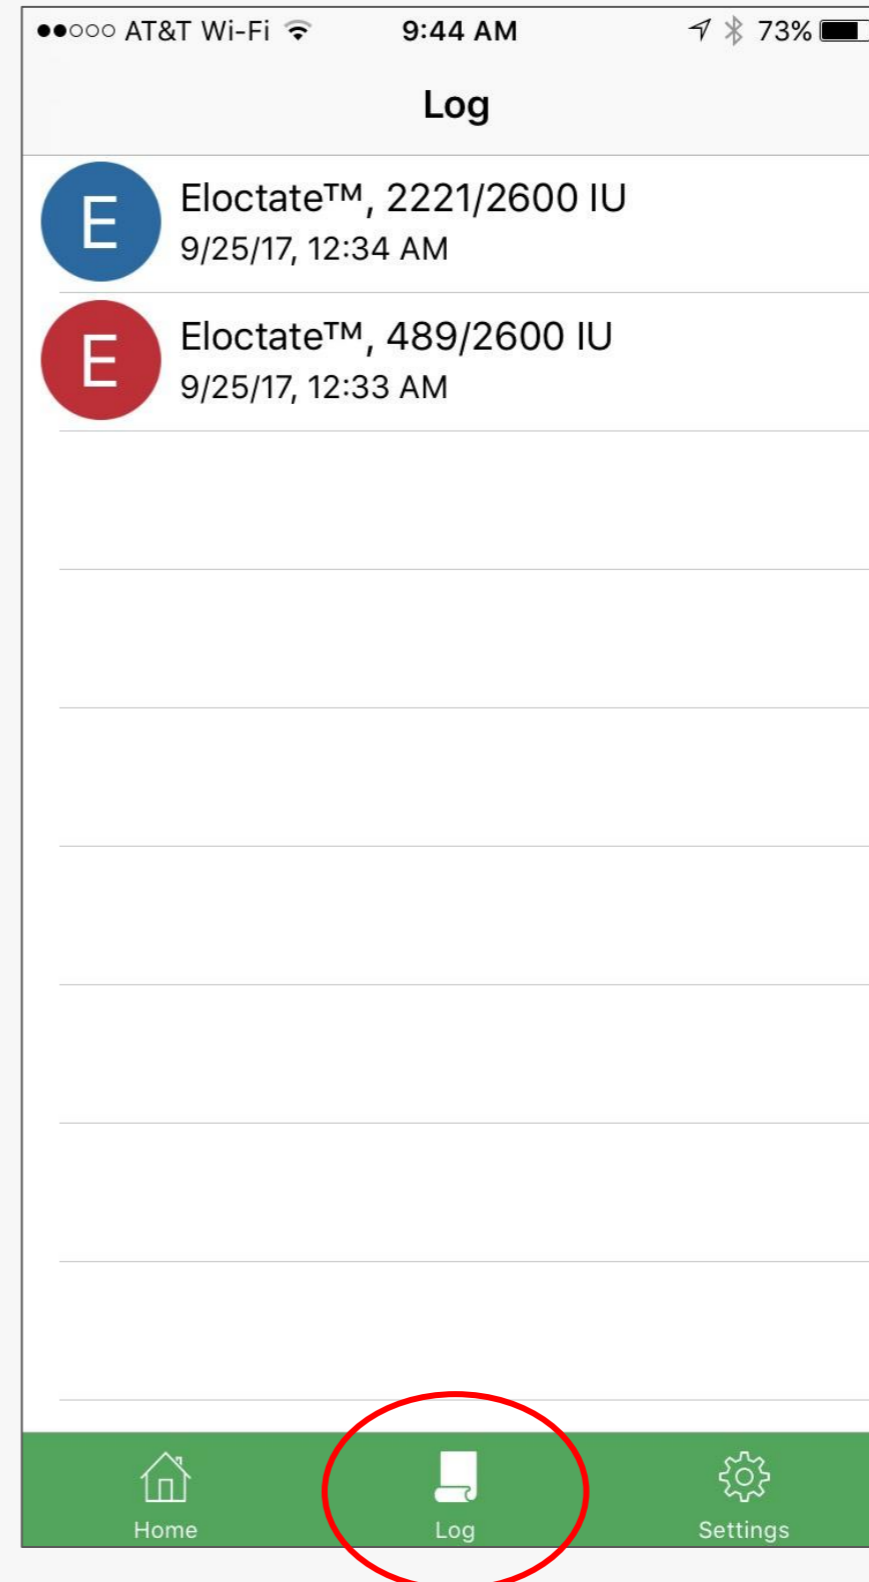 AT&T Wi-Fi 9:44 AM 73%
Log
E Eloctate™, 2221/2600 IU
9/25/17, 12:34 AM
E Eloctate™, 489/2600 IU
9/25/17, 12:33 AM
Home Log Settings